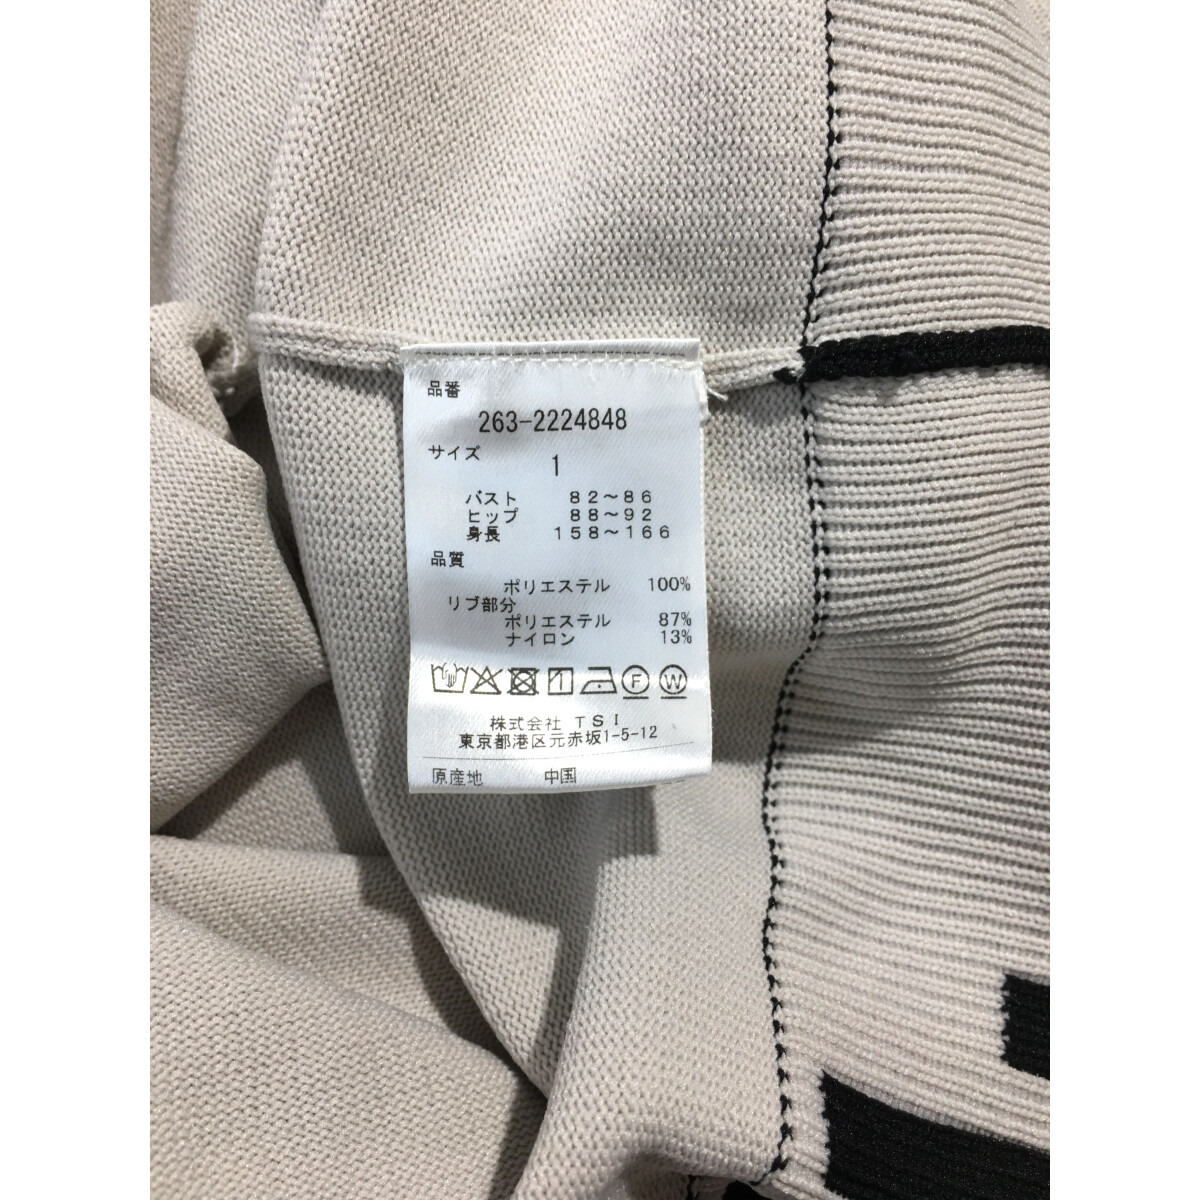 品番
263-2224848
サイズ
1
バスト 82～86
ヒップ 88～92
身長 158～166
品質
ポリエステル 100%
リブ部分
ポリエステル 87%
ナイロン 13%
F W
株式会社 TSI
東京都港区元赤坂1-5-12
原産地 中国